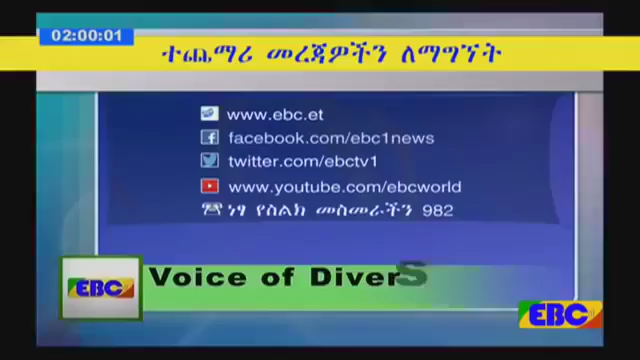 02:00:01
ተጨማሪ መረጃዎችን ለማግኘት
www.ebc.et
facebook.com/ebc1news
twitter.com/ebctv1
www.youtube.com/ebcworld
ነፃ የስልክ መስመራችን 982
EBC
Voice of DiverS
EBC